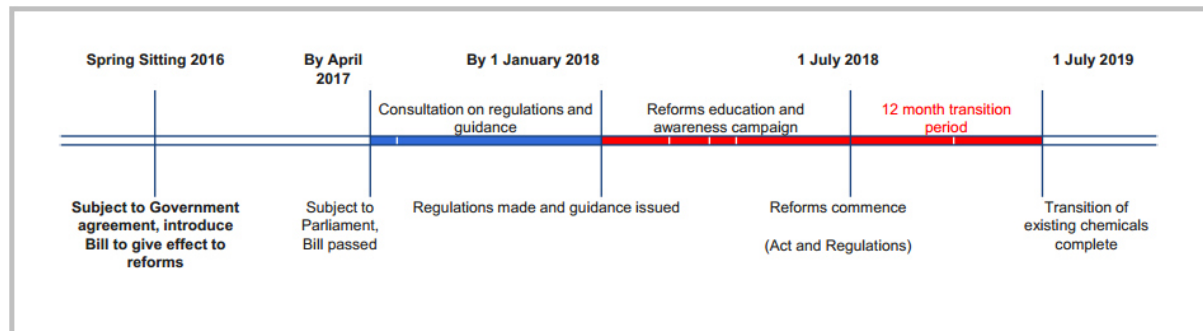 Spring Sitting 2016
By April
2017
By 1 January 2018
1 July 2018
1 July 2019
Consultation on regulations and
guidance
Reforms education and
awareness campaign
12 month transition
period
Subject to Government
agreement, introduce
Bill to give effect to
reforms
Subject to
Parliament,
Bill passed
Regulations made and guidance issued
Reforms commence
(Act and Regulations)
Transition of
existing chemicals
complete